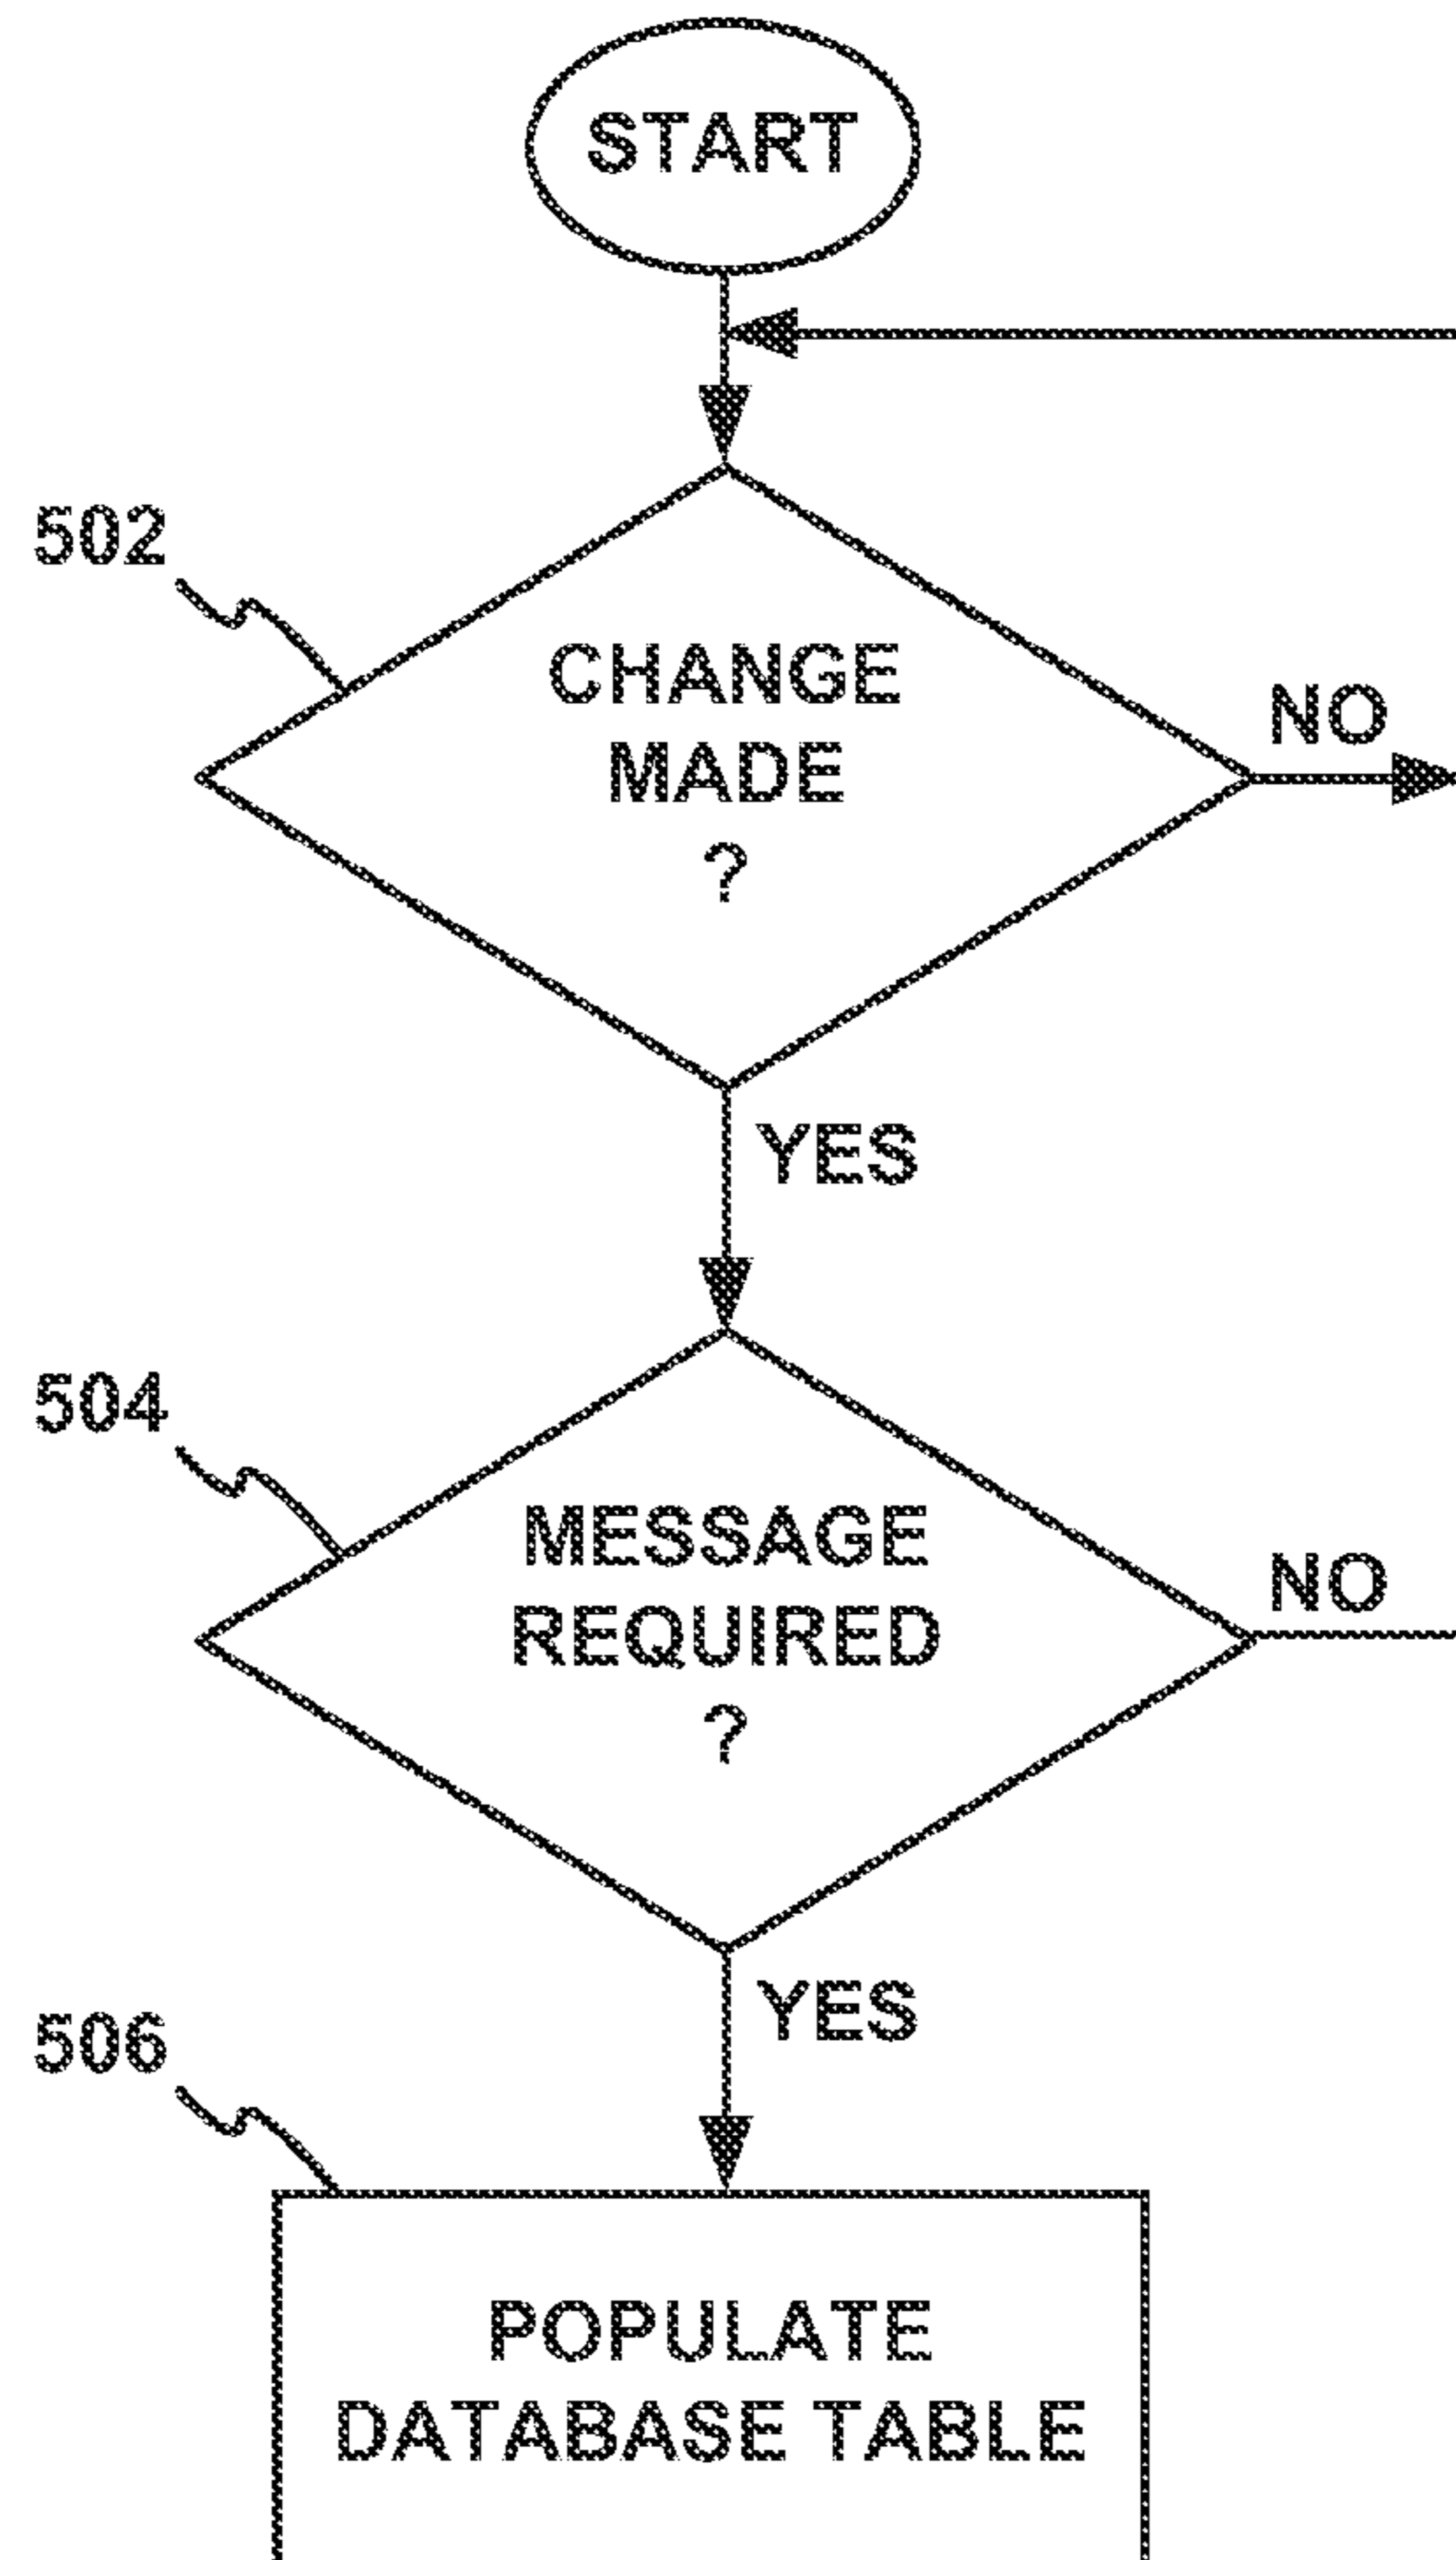 START
502
CHANGE
MADE
?
NO
YES
504
MESSAGE
REQUIRED
?
NO
YES
506
POPULATE
DATABASE TABLE